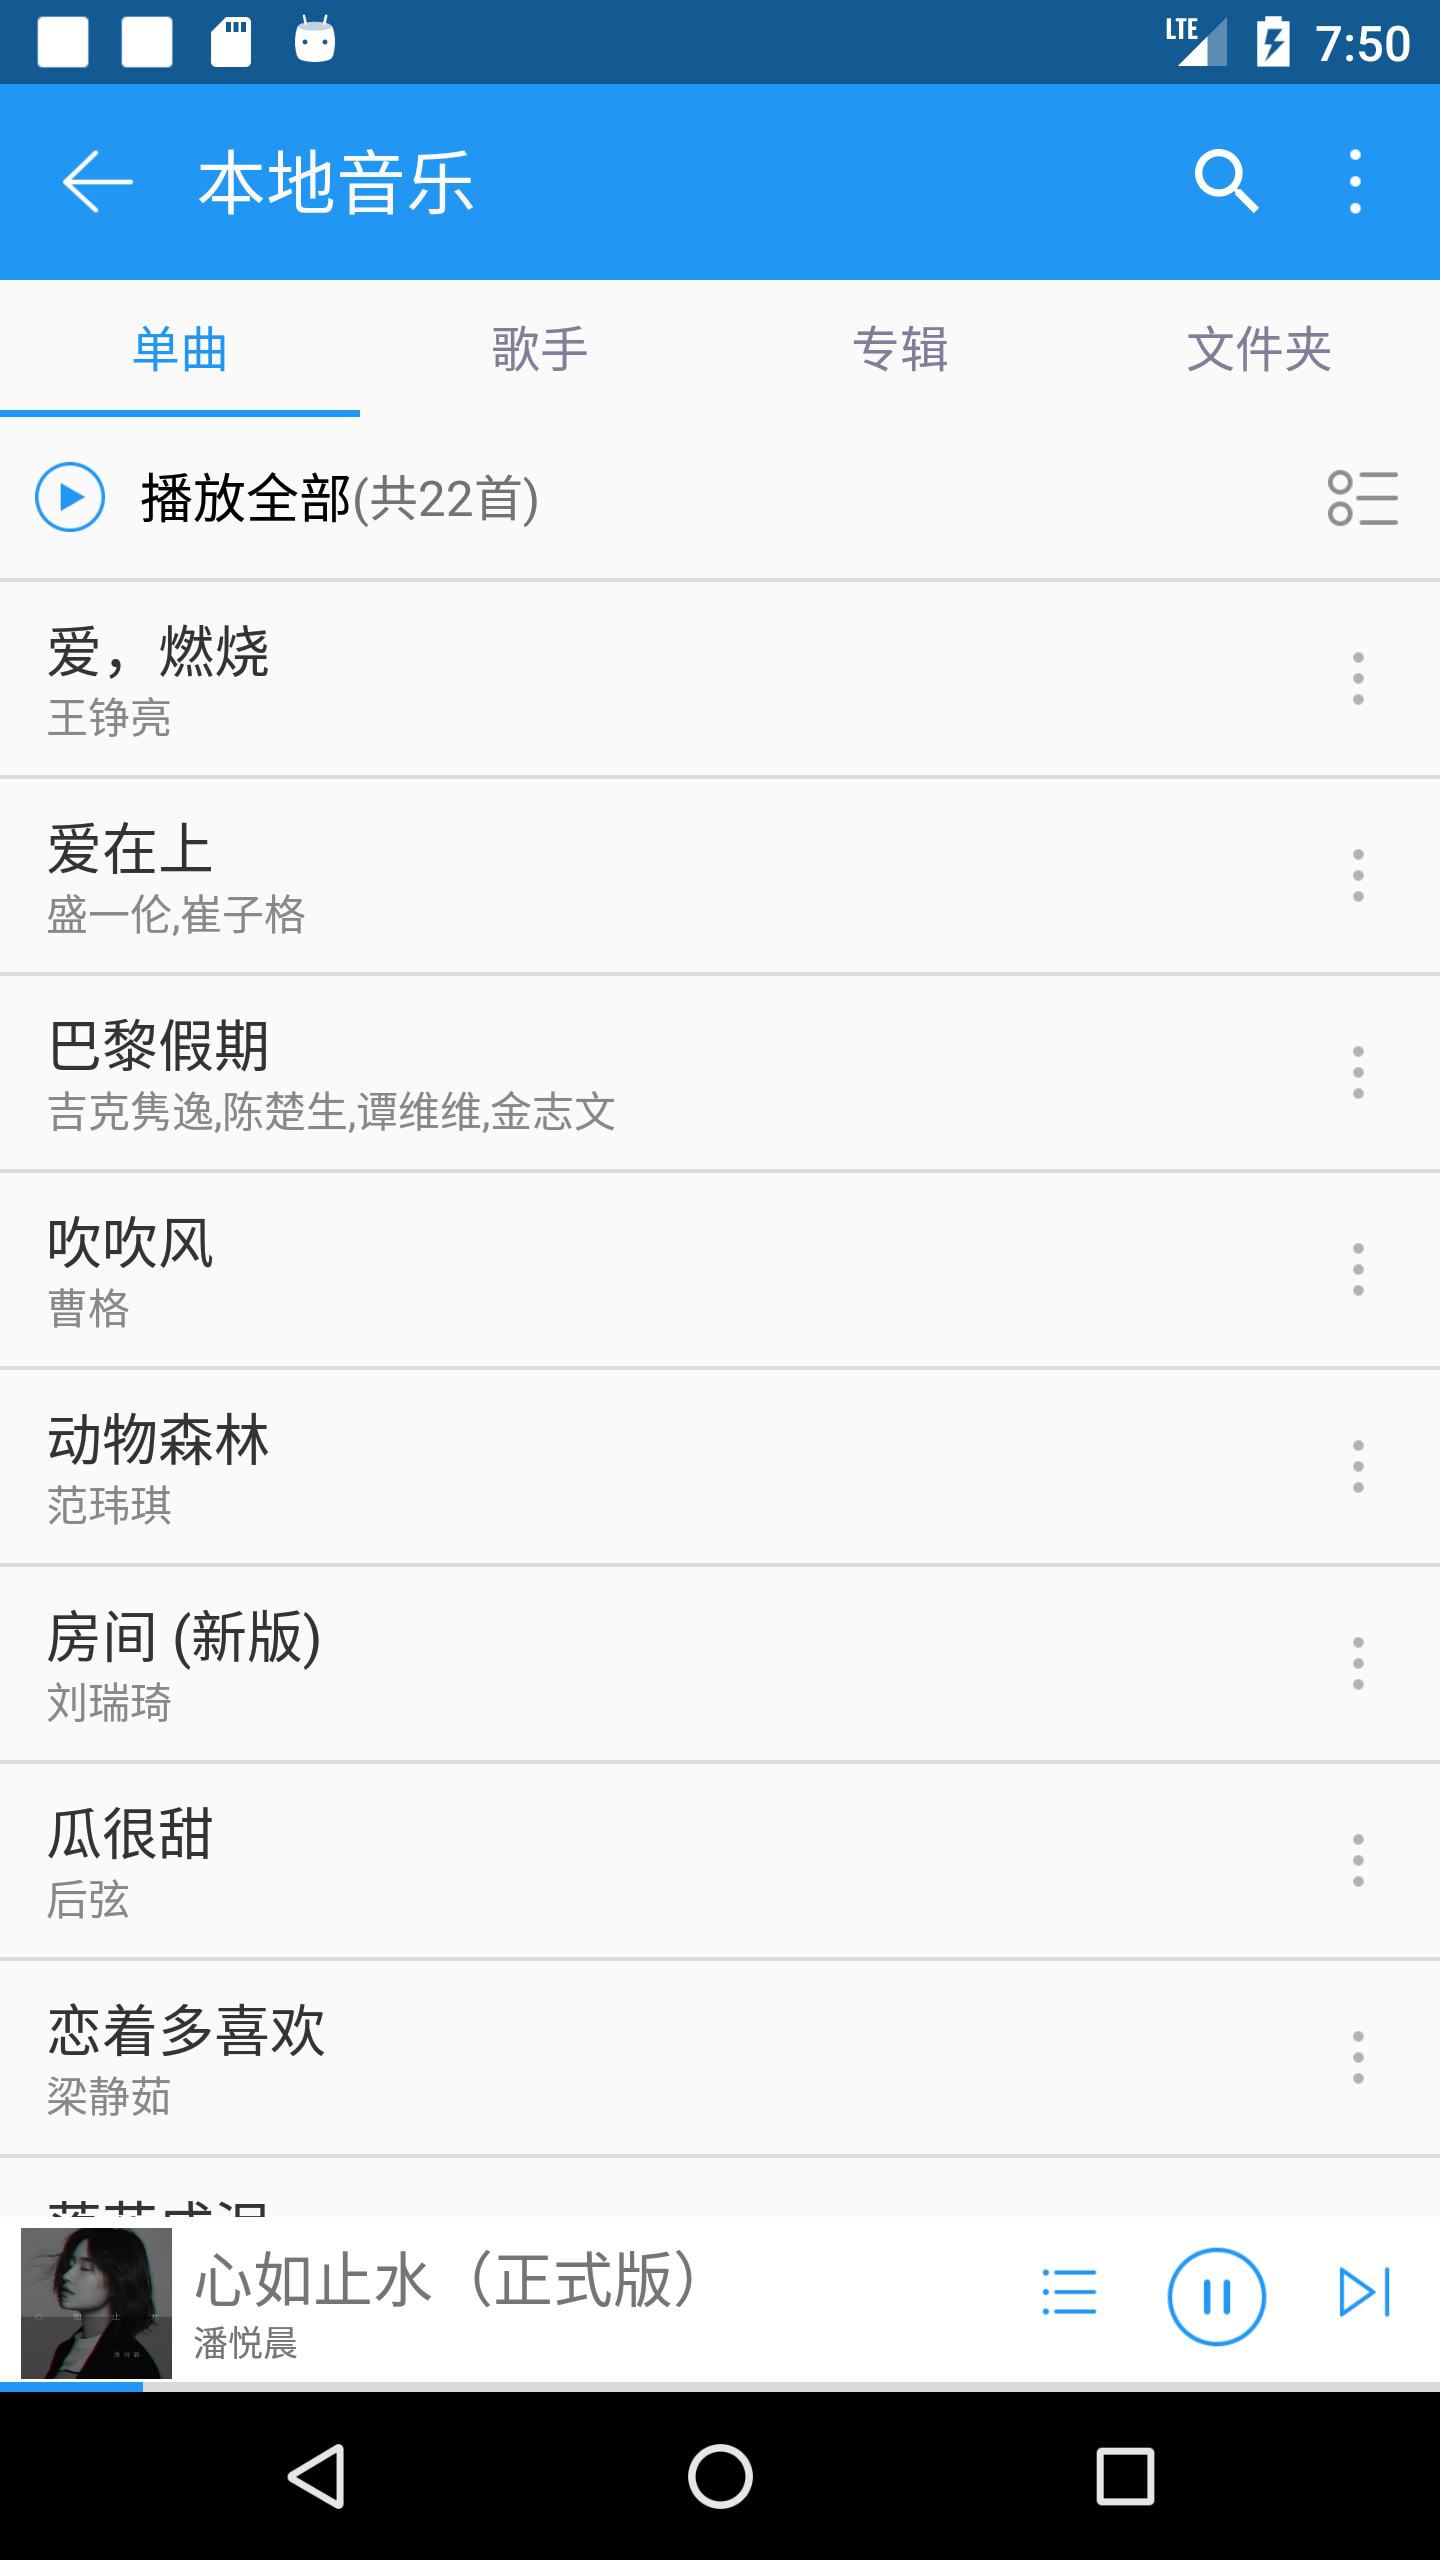 LTE 7:50
本地音乐
单曲 歌手 专辑 文件夹
播放全部(共22首)
爱，燃烧
王铮亮
爱在上
盛一伦,崔子格
巴黎假期
吉克隽逸,陈楚生,谭维维,金志文
吹吹风
曹格
动物森林
范玮琪
房间 (新版)
刘瑞琦
瓜很甜
后弦
恋着多喜欢
梁静茹
心如止水
心如止水（正式版）
潘悦晨